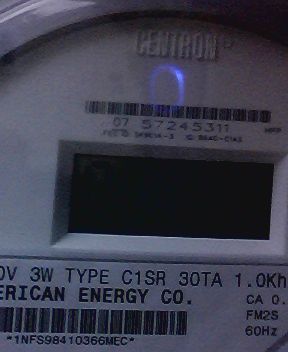 CENTRON
07 57245311
0V 3W TYPE C1SR 30TA 1.0Kh
ERICAN ENERGY CO.
CA 0.
FM2S
60Hz
*1NFS98410366MEC*